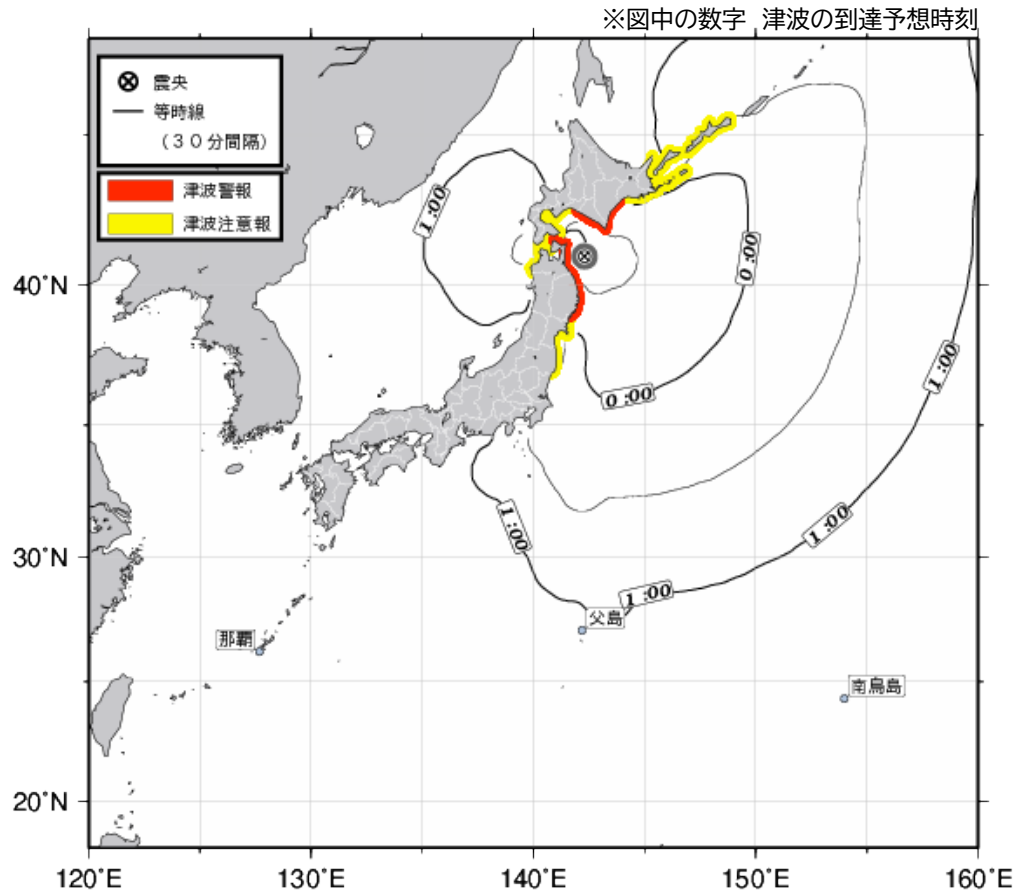 ※図中の数字 津波の到達予想時刻
震央
等時線
（３０分間隔）
津波警報
津波注意報
1:00
0:00
1:00
0:00
1:00
1:00
1:00
父島
那覇
南鳥島
40°N
30°N
20°N
120°E
130°E
140°E
150°E
160°E